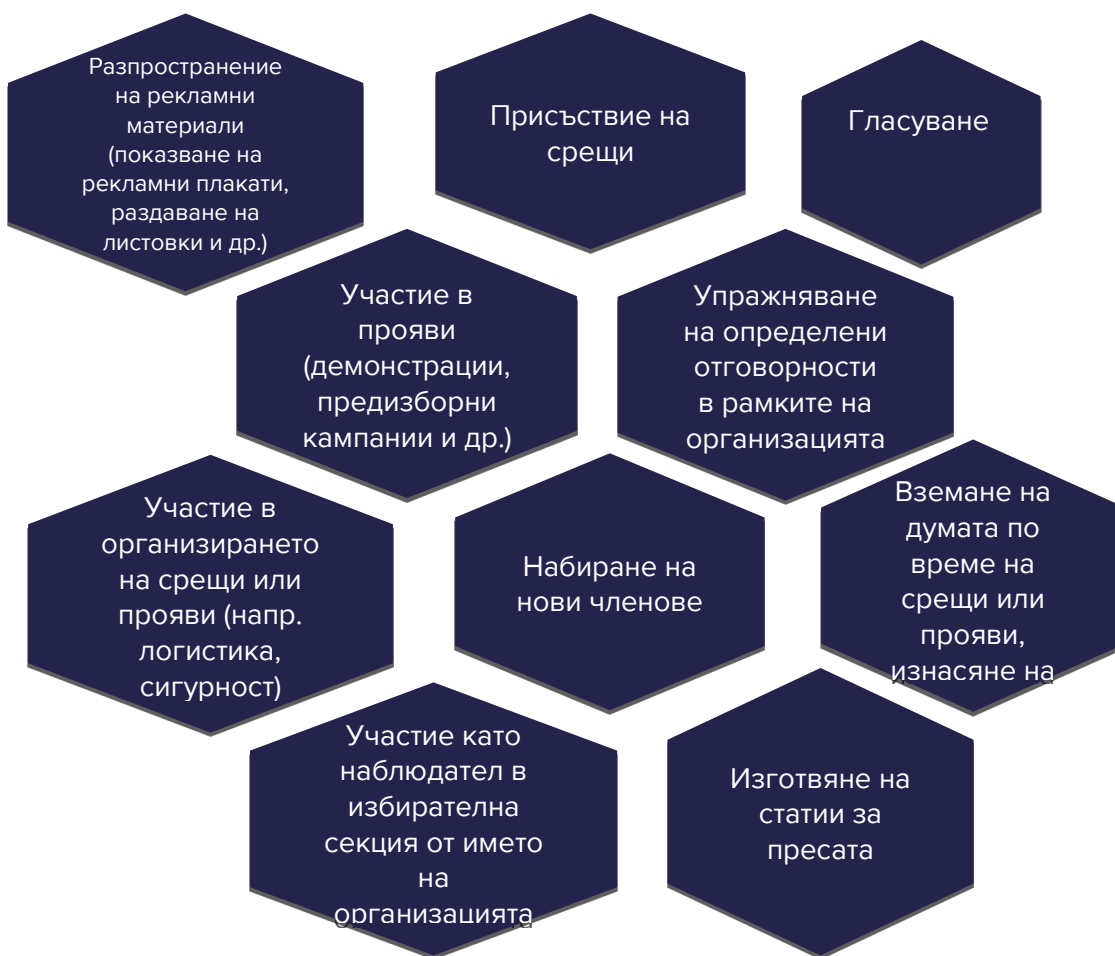 Разпространение
на рекламни
материали
(показване на
рекламни плакати,
раздаване на
листовки и др.)
Присъствие на
срещи
Гласуване
Участие в
прояви
(демонстрации,
предизборни
кампании и др.)
Упражняване
на определени
отговорности
в рамките на
организацията
Участие в
организирането
на срещи или
прояви (напр.
логистика,
сигурност)
Набиране на
нови членове
Вземане на
думата по
време на
срещи или
прояви,
изнасяне на
Участие като
наблюдател в
избирателна
секция от името
на
организацията
Изготвяне на
статии за
пресата